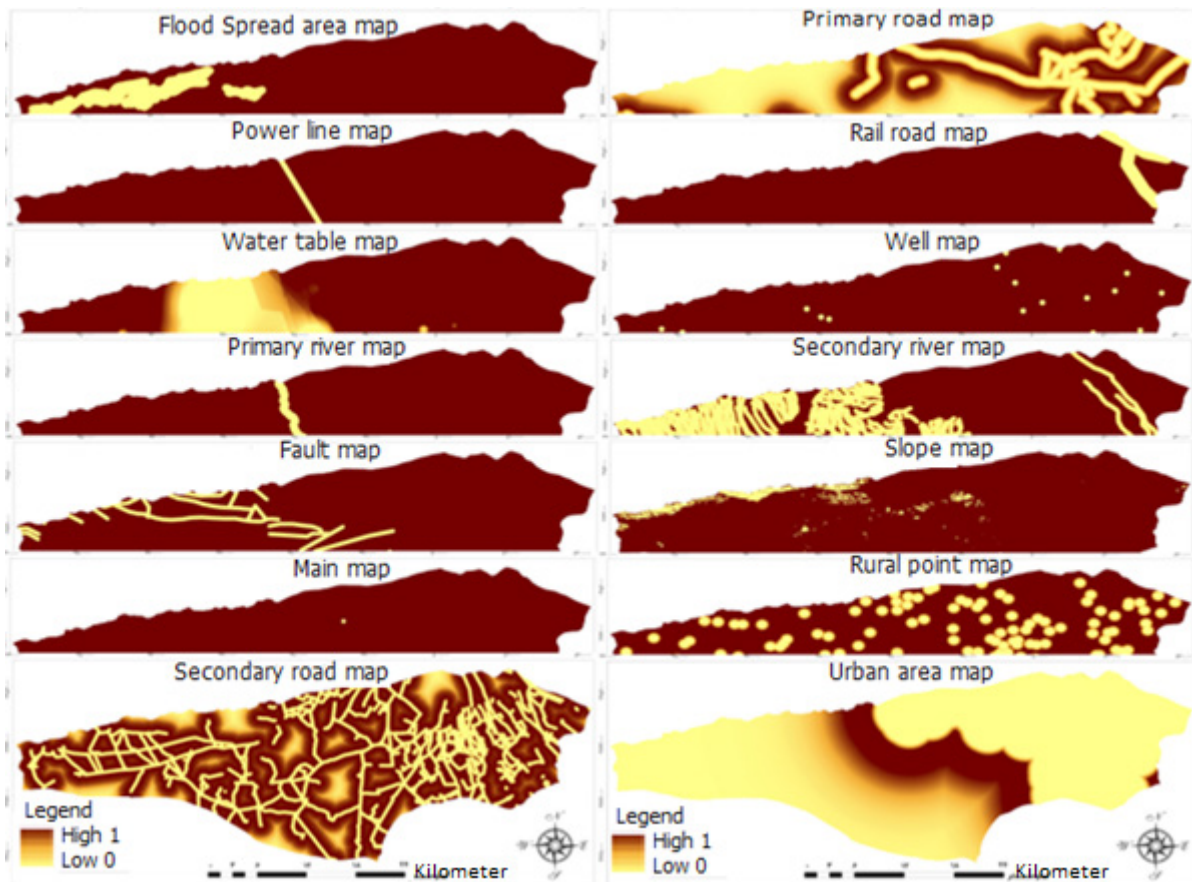 Flood Spread area map
Primary road map
Power line map
Rail road map
Water table map
Well map
Primary river map
Secondary river map
Fault map
Slope map
Main map
Rural point map
Secondary road map
Urban area map
Legend
High 1
Low 0
Kilometer
Legend
High 1
Low 0
Kilometer